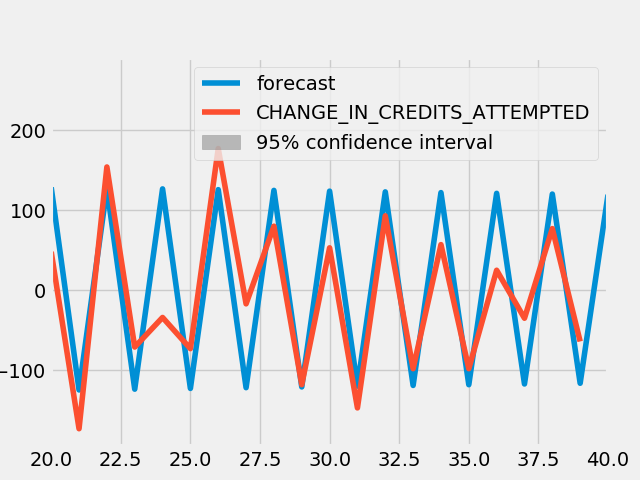 forecast
CHANGE_IN_CREDITS_ATTEMPTED
95% confidence interval
200
100
0
−100
20.0 22.5 25.0 27.5 30.0 32.5 35.0 37.5 40.0